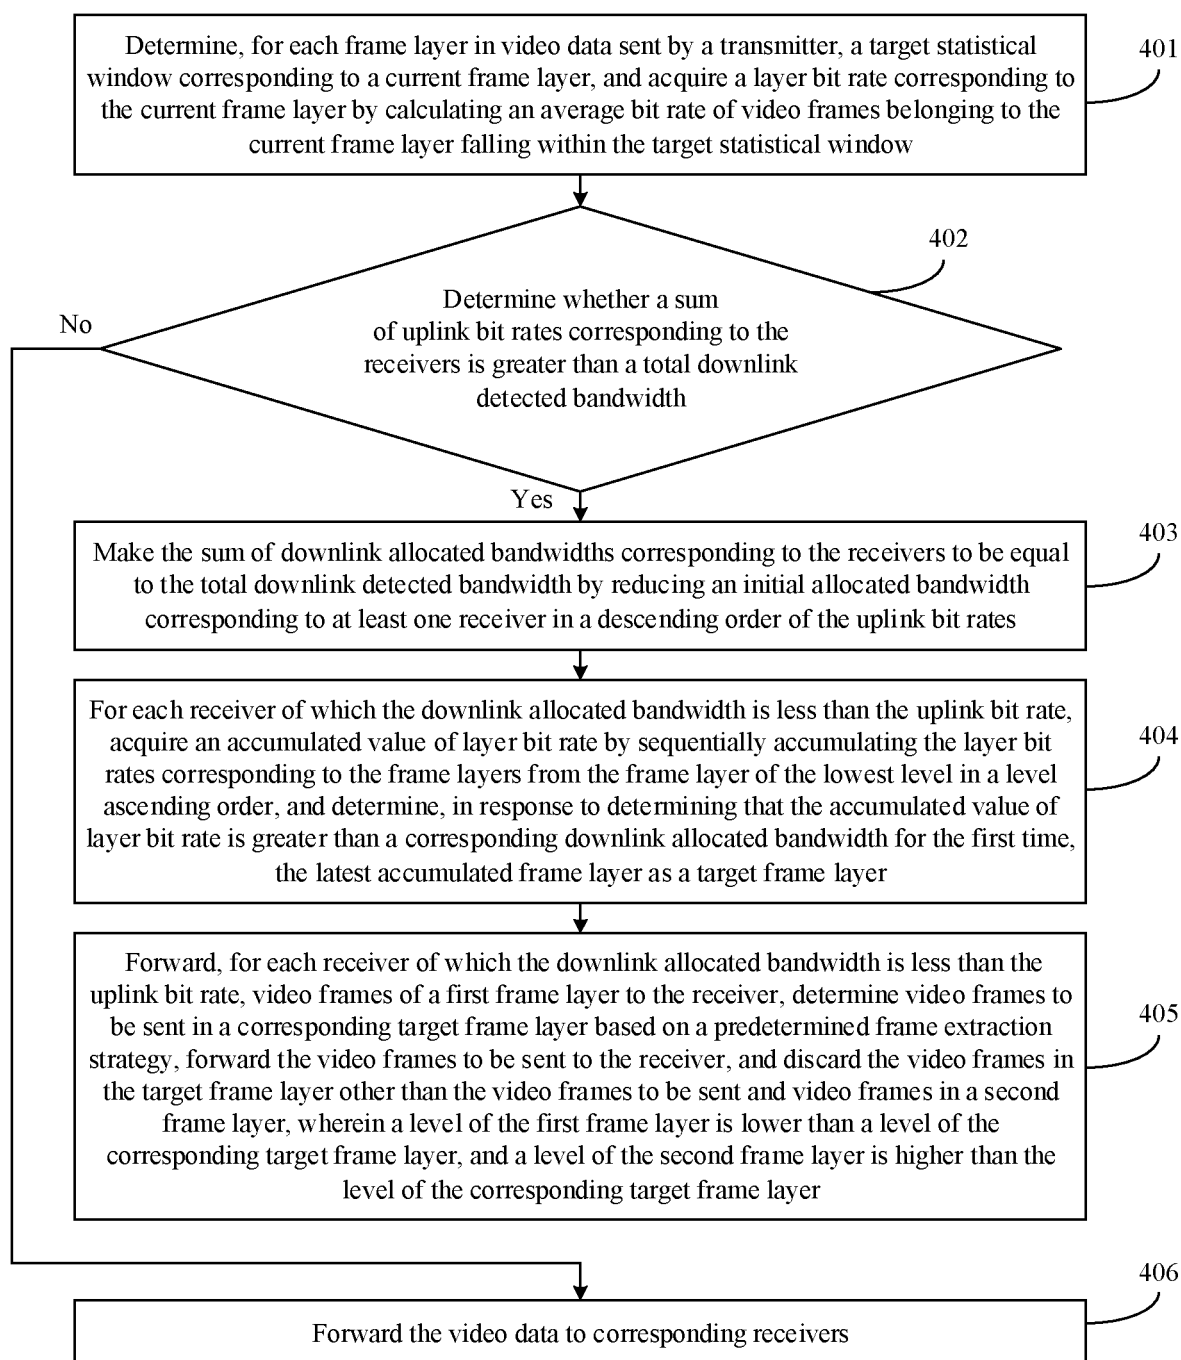 Determine, for each frame layer in video data sent by a transmitter, a target statistical
window corresponding to a current frame layer, and acquire a layer bit rate corresponding to
the current frame layer by calculating an average bit rate of video frames belonging to the
current frame layer falling within the target statistical window
401
402
Determine whether a sum
of uplink bit rates corresponding to the
receivers is greater than a total downlink
detected bandwidth
No
Yes
Make the sum of downlink allocated bandwidths corresponding to the receivers to be equal
to the total downlink detected bandwidth by reducing an initial allocated bandwidth
corresponding to at least one receiver in a descending order of the uplink bit rates
403
For each receiver of which the downlink allocated bandwidth is less than the uplink bit rate,
acquire an accumulated value of layer bit rate by sequentially accumulating the layer bit
rates corresponding to the frame layers from the frame layer of the lowest level in a level
ascending order, and determine, in response to determining that the accumulated value of
layer bit rate is greater than a corresponding downlink allocated bandwidth for the first time,
the latest accumulated frame layer as a target frame layer
404
Forward, for each receiver of which the downlink allocated bandwidth is less than the
uplink bit rate, video frames of a first frame layer to the receiver, determine video frames to
be sent in a corresponding target frame layer based on a predetermined frame extraction
strategy, forward the video frames to be sent to the receiver, and discard the video frames in
the target frame layer other than the video frames to be sent and video frames in a second
frame layer, wherein a level of the first frame layer is lower than a level of the
corresponding target frame layer, and a level of the second frame layer is higher than the
level of the corresponding target frame layer
405
406
Forward the video data to corresponding receivers